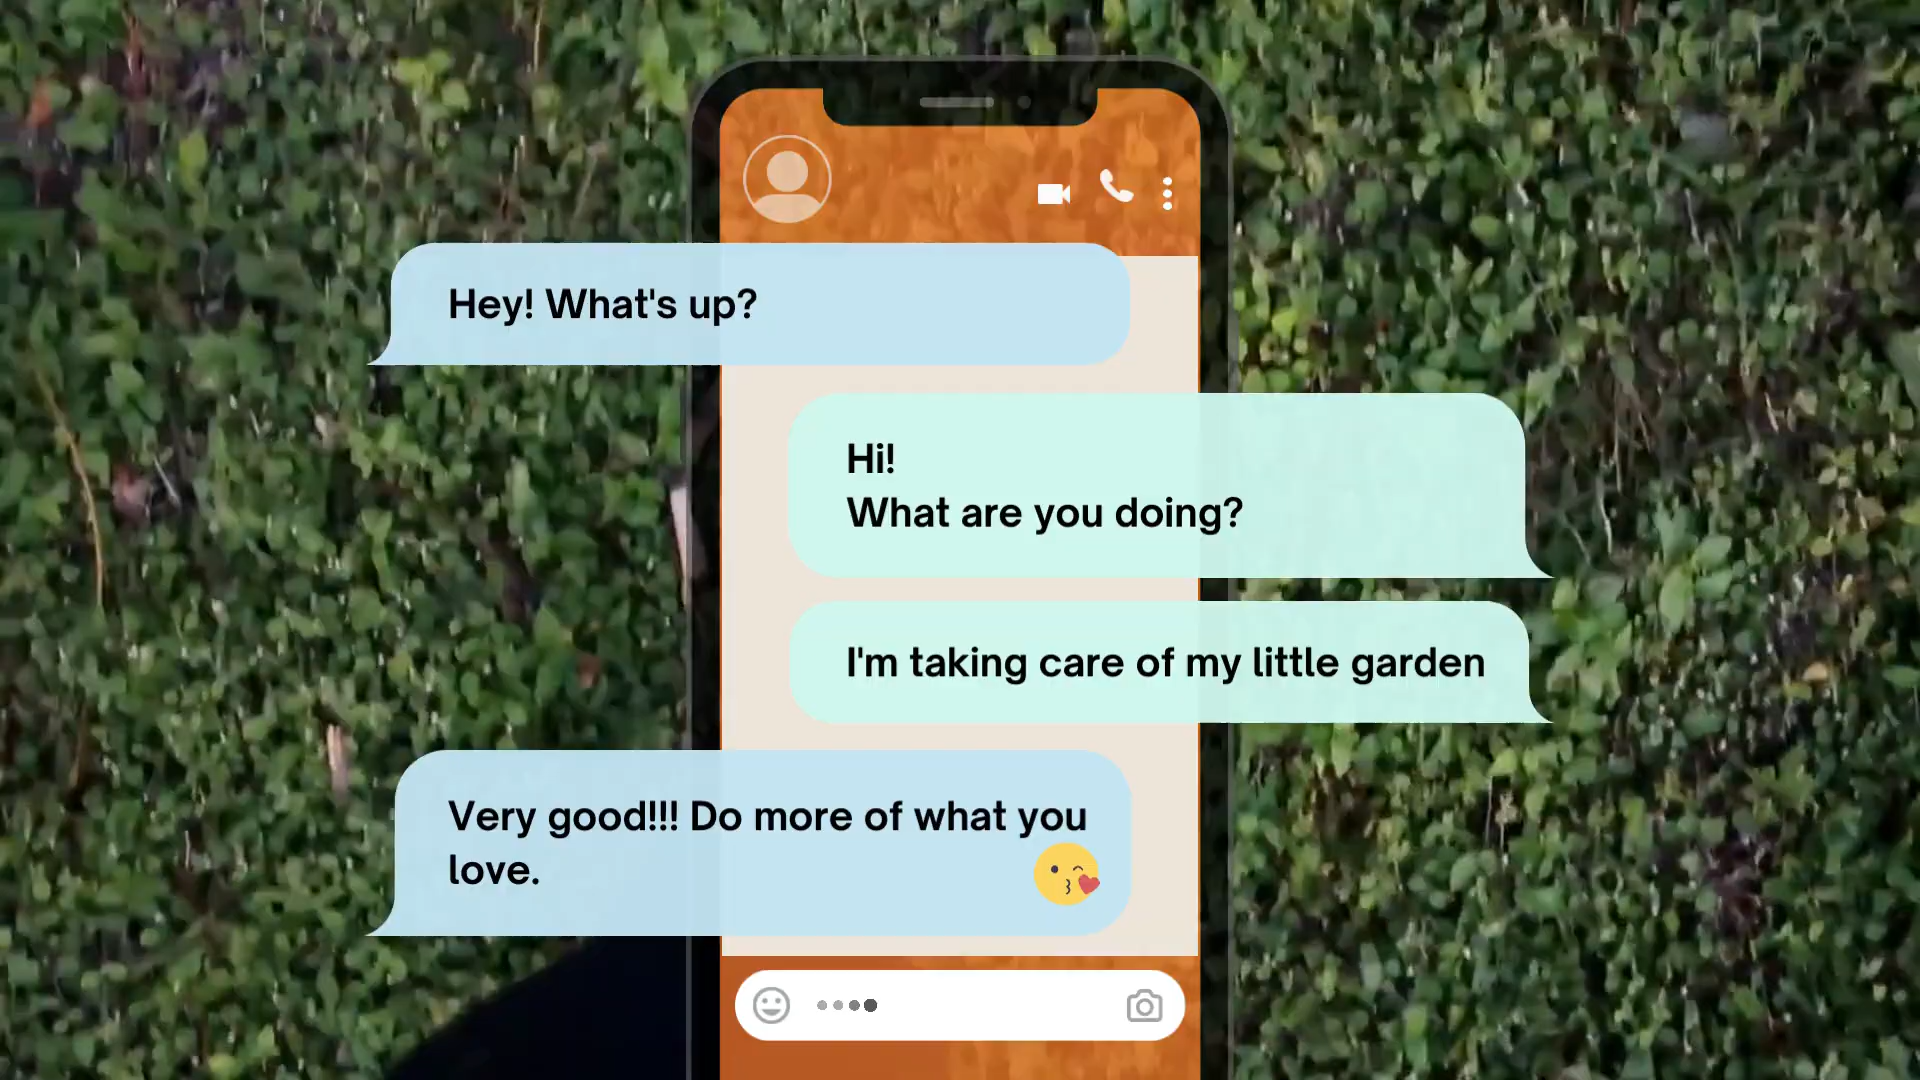 Hey! What's up?
Hi!
What are you doing?
I'm taking care of my little garden
Very good!!! Do more of what you
love.